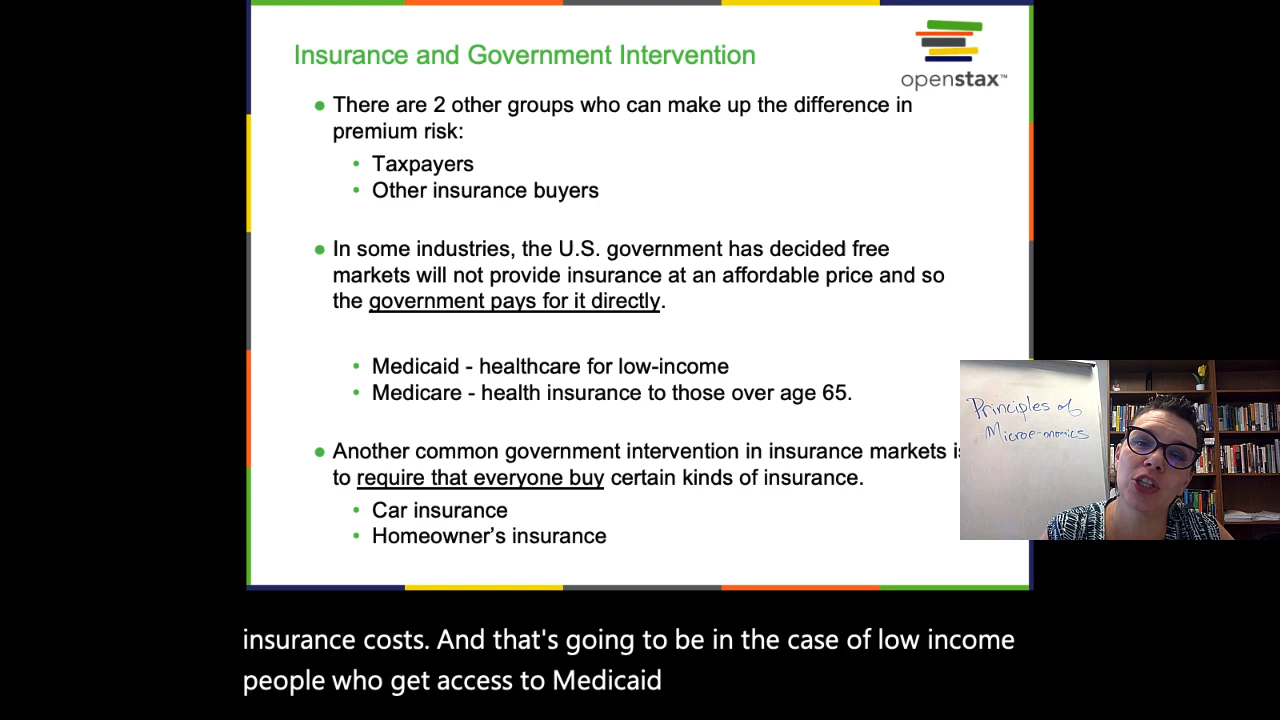 Insurance and Government Intervention
openstax™
● There are 2 other groups who can make up the difference in
premium risk:
• Taxpayers
• Other insurance buyers
● In some industries, the U.S. government has decided free
markets will not provide insurance at an affordable price and so
the government pays for it directly.
• Medicaid - healthcare for low-income
• Medicare - health insurance to those over age 65.
● Another common government intervention in insurance markets
to require that everyone buy certain kinds of insurance.
• Car insurance
• Homeowner’s insurance
Principles of
Microeonomics
insurance costs. And that's going to be in the case of low income
people who get access to Medicaid